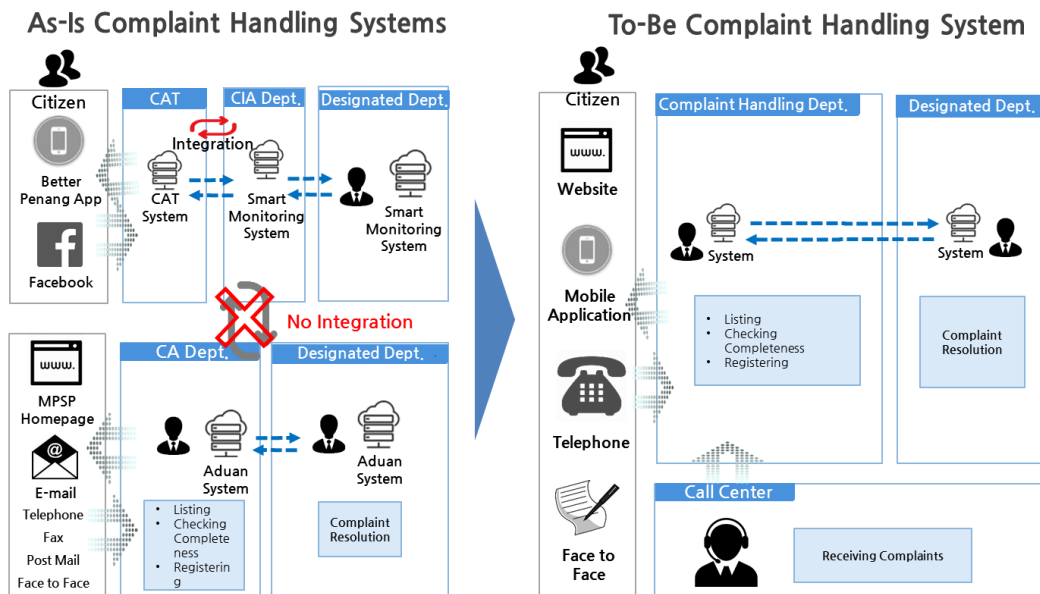 As-Is Complaint Handling Systems
Citizen
Better
Penang App
Facebook
CAT
CIA Dept.
Designated Dept.
Integration
CAT
System
Smart
Monitoring
System
Smart
Monitoring
System
No Integration
MPSP
Homepage
E-mail
Telephone
Fax
Post Mail
Face to Face
www.
@
CA Dept.
Designated Dept.
Aduan
System
Aduan
System
• Listing
• Checking
Complete
ness
• Registerin
g
Complaint
Resolution
To-Be Complaint Handling System
Citizen
www.
Website
Mobile
Application
Telephone
Face to
Face
Complaint Handling Dept.
Designated Dept.
System
System
• Listing
• Checking
Completeness
• Registering
Complaint
Resolution
Call Center
Receiving Complaints